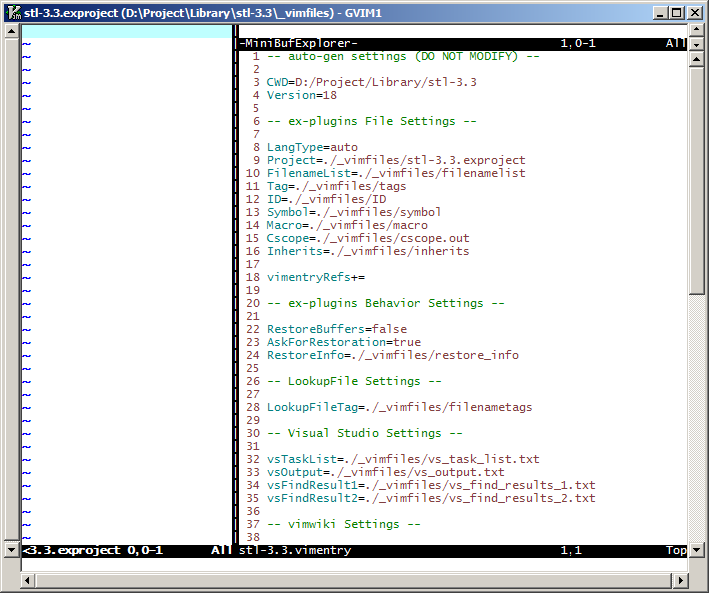 stl-3.3.exproject (D:\Project\Library\stl-3.3\_vimfiles) - GVIM1
-MiniBufExplorer- 1,0-1 All
1 -- auto-gen settings (DO NOT MODIFY) --
2
3 CWD=D:/Project/Library/stl-3.3
4 Version=18
5
6 -- ex-plugins File Settings --
7
8 LangType=auto
9 Project=./_vimfiles/stl-3.3.exproject
10 FilenameList=./_vimfiles/filenamelist
11 Tag=./_vimfiles/tags
12 ID=./_vimfiles/ID
13 Symbol=./_vimfiles/symbol
14 Macro=./_vimfiles/macro
15 Cscope=./_vimfiles/cscope.out
16 Inherits=./_vimfiles/inherits
17
18 vimentryRefs+=
19
20 -- ex-plugins Behavior Settings --
21
22 RestoreBuffers=false
23 AskForRestoration=true
24 RestoreInfo=./_vimfiles/restore_info
25
26 -- LookupFile Settings --
27
28 LookupFileTag=./_vimfiles/filenametags
29
30 -- Visual Studio Settings --
31
32 vsTaskList=./_vimfiles/vs_task_list.txt
33 vsOutput=./_vimfiles/vs_output.txt
34 vsFindResult1=./_vimfiles/vs_find_results_1.txt
35 vsFindResult2=./_vimfiles/vs_find_results_2.txt
36
37 -- vimwiki Settings --
38
<3.3.exproject 0,0-1 All stl-3.3.vimentry 1,1 Top